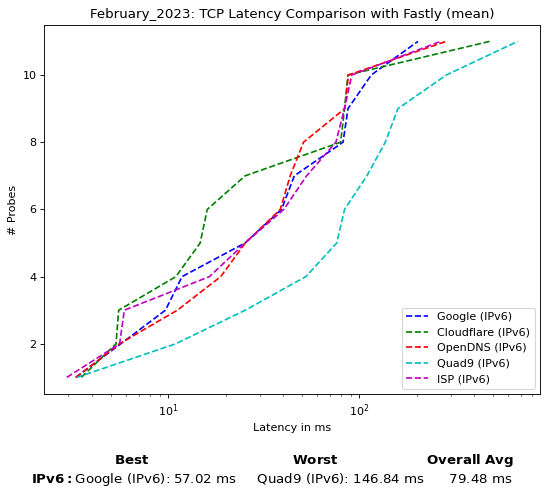 February_2023: TCP Latency Comparison with Fastly (mean)
# Probes
10
8
6
4
2
10¹
10²
Latency in ms
Google (IPv6)
Cloudflare (IPv6)
OpenDNS (IPv6)
Quad9 (IPv6)
ISP (IPv6)
Best Worst Overall Avg
IPv6: Google (IPv6): 57.02 ms Quad9 (IPv6): 146.84 ms 79.48 ms